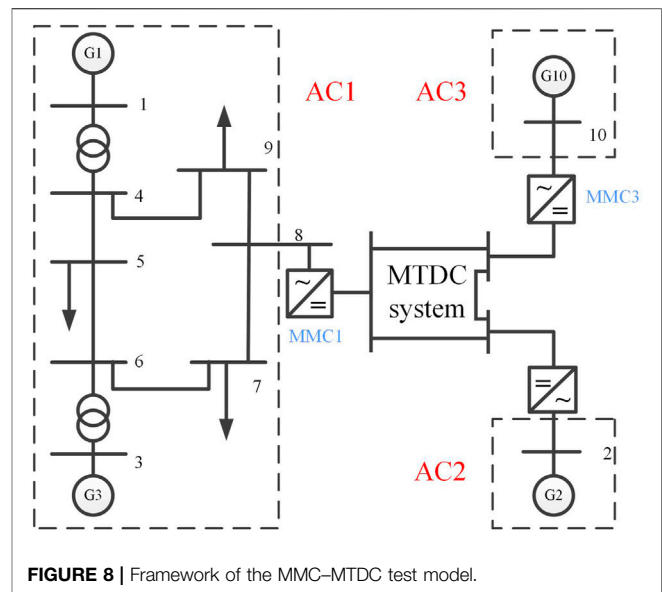 G1
1
4
5
6
3
G3
9
8
7
AC1
AC3
G10
10
~
=
MMC3
~
=
MMC1
MTDC
system
=
~
AC2
2
G2
FIGURE 8 | Framework of the MMC–MTDC test model.